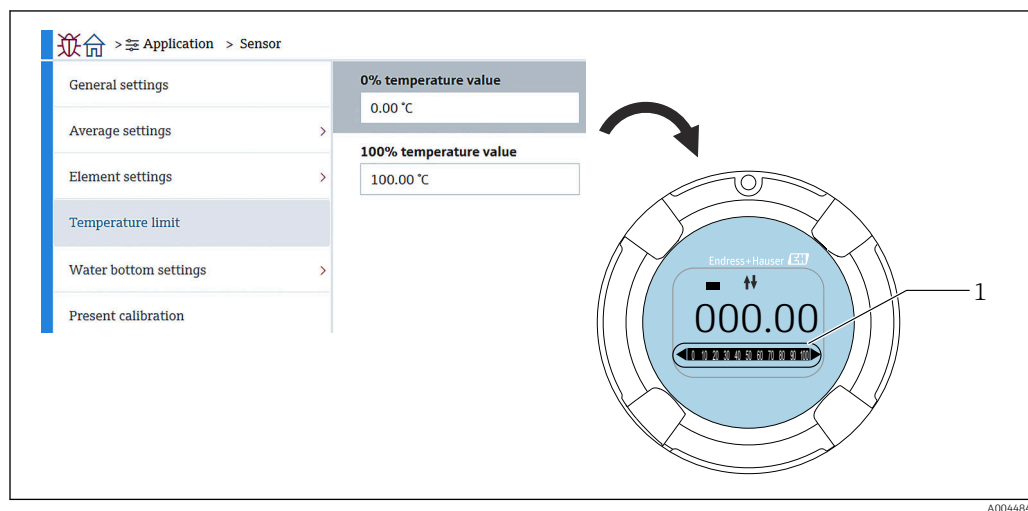 > Application > Sensor
General settings
Average settings >
Element settings >
Temperature limit
Water bottom settings >
Present calibration
0% temperature value
0.00 °C
100% temperature value
100.00 °C
Endress+Hauser EH
000.00
0 10 20 30 40 50 60 70 80 90 100
1